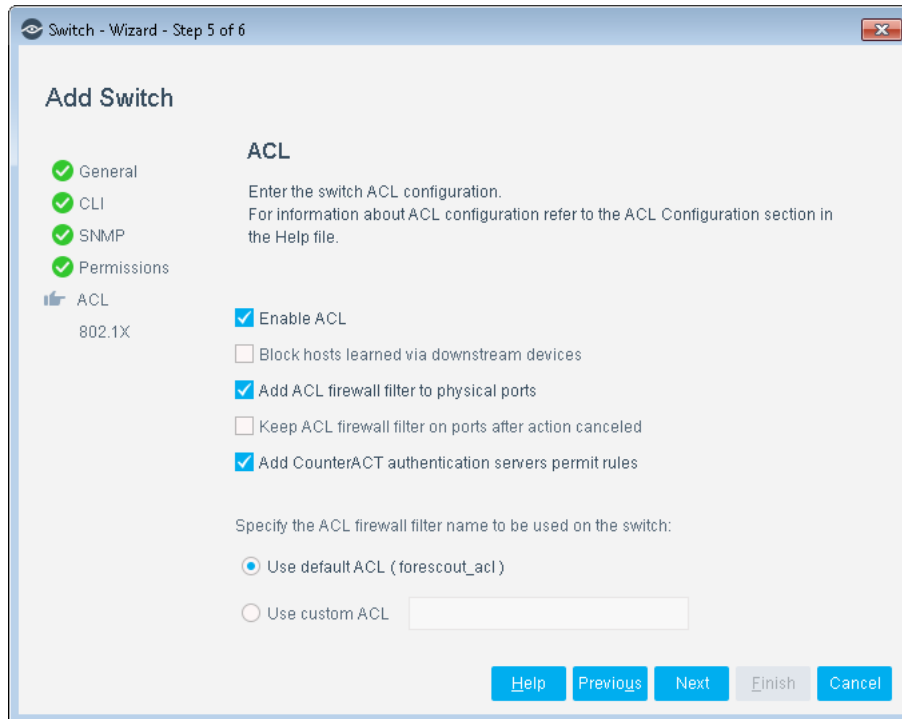 Switch - Wizard - Step 5 of 6
Add Switch
General
CLI
SNMP
Permissions
ACL
802.1X
ACL
Enter the switch ACL configuration.
For information about ACL configuration refer to the ACL Configuration section in
the Help file.
Enable ACL
Block hosts learned via downstream devices
Add ACL firewall filter to physical ports
Keep ACL firewall filter on ports after action canceled
Add CounterACT authentication servers permit rules
Specify the ACL firewall filter name to be used on the switch:
Use default ACL ( forescout_acl )
Use custom ACL
Help Previous Next Finish Cancel